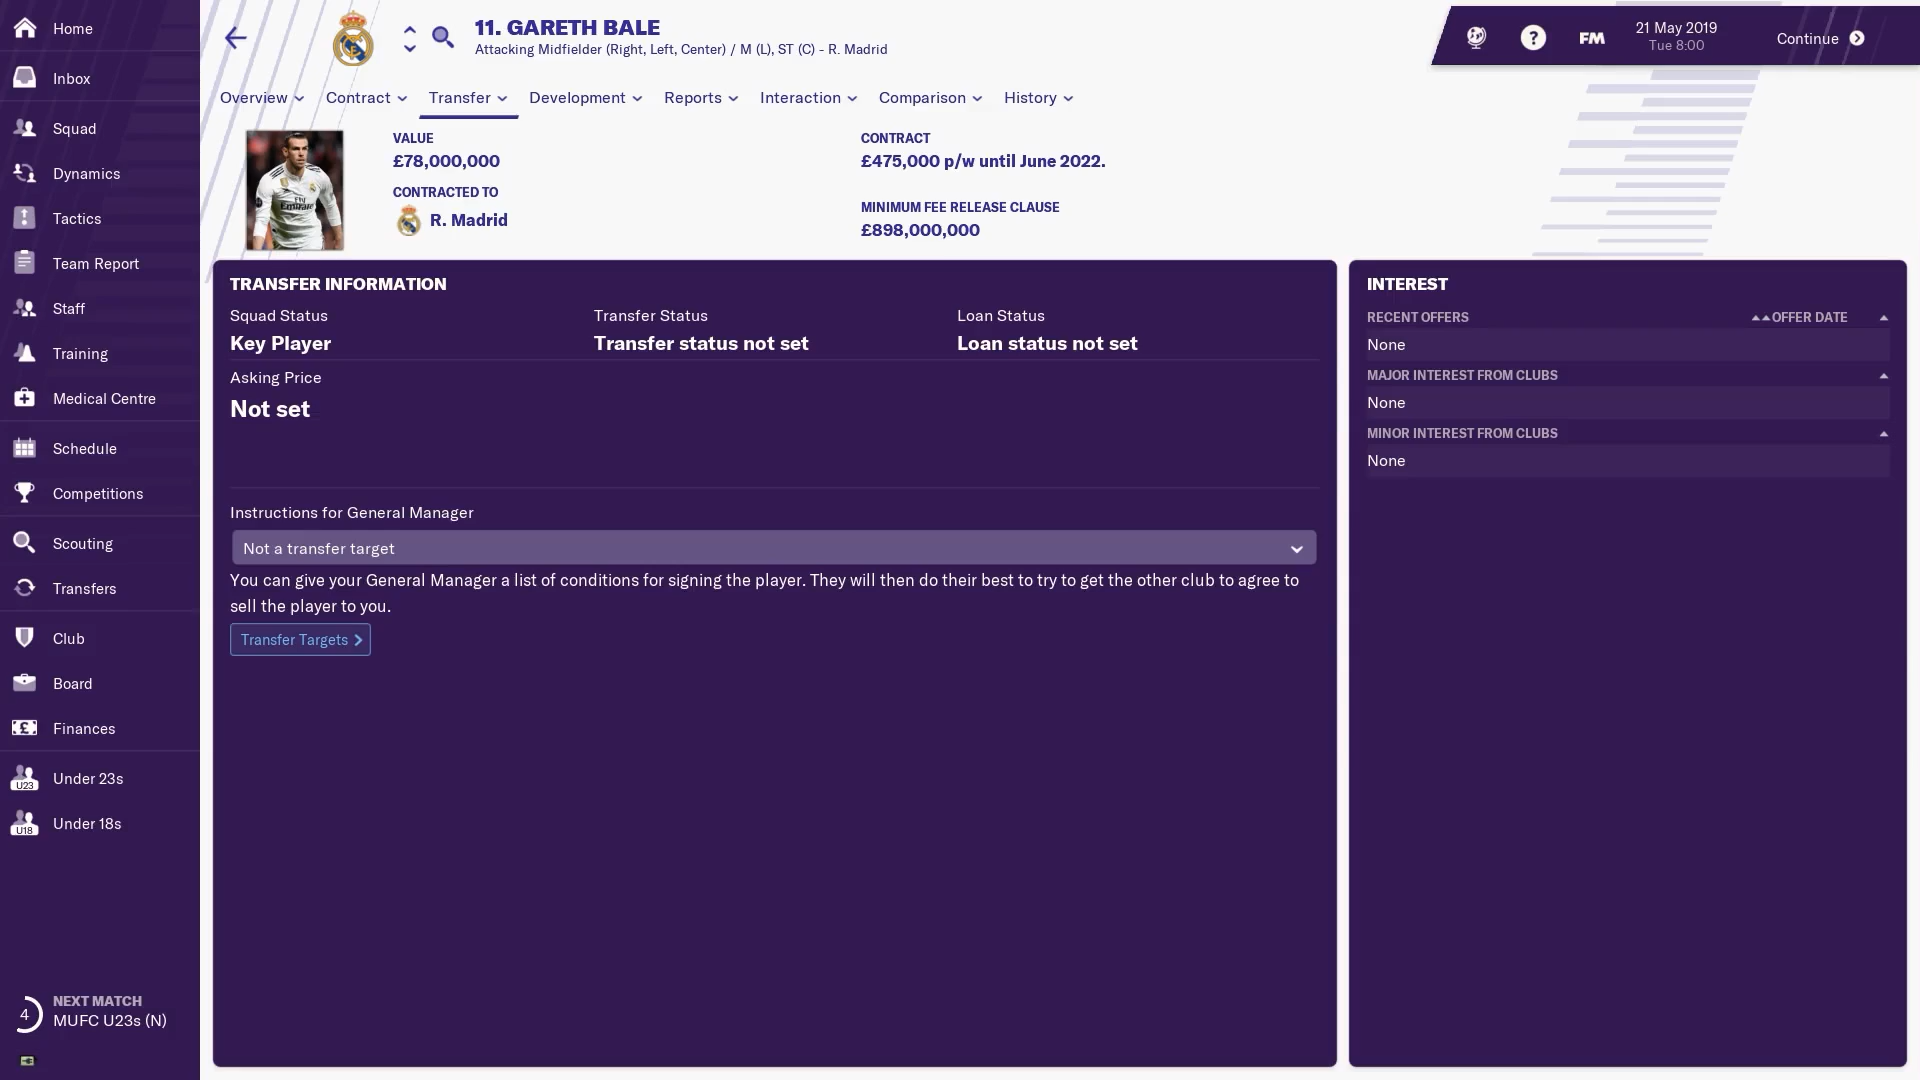 Home
Inbox
Squad
Dynamics
Tactics
Team Report
Staff
Training
Medical Centre
Schedule
Competitions
Scouting
Transfers
Club
Board
Finances
U23
Under 23s
U18
Under 18s
4
NEXT MATCH
MUFC U23s (N)
11. GARETH BALE
Attacking Midfielder (Right, Left, Center) / M (L), ST (C) - R. Madrid
?
FM
21 May 2019
Tue 8:00
Continue
Overview
Contract
Transfer
Development
Reports
Interaction
Comparison
History
Fly
Emirates
VALUE
£78,000,000
CONTRACTED TO
R. Madrid
CONTRACT
£475,000 p/w until June 2022.
MINIMUM FEE RELEASE CLAUSE
£898,000,000
TRANSFER INFORMATION
Squad Status
Key Player
Transfer Status
Transfer status not set
Loan Status
Loan status not set
Asking Price
Not set
Instructions for General Manager
Not a transfer target
You can give your General Manager a list of conditions for signing the player. They will then do their best to try to get the other club to agree to
sell the player to you.
Transfer Targets
INTEREST
RECENT OFFERS
OFFER DATE
None
MAJOR INTEREST FROM CLUBS
None
MINOR INTEREST FROM CLUBS
None